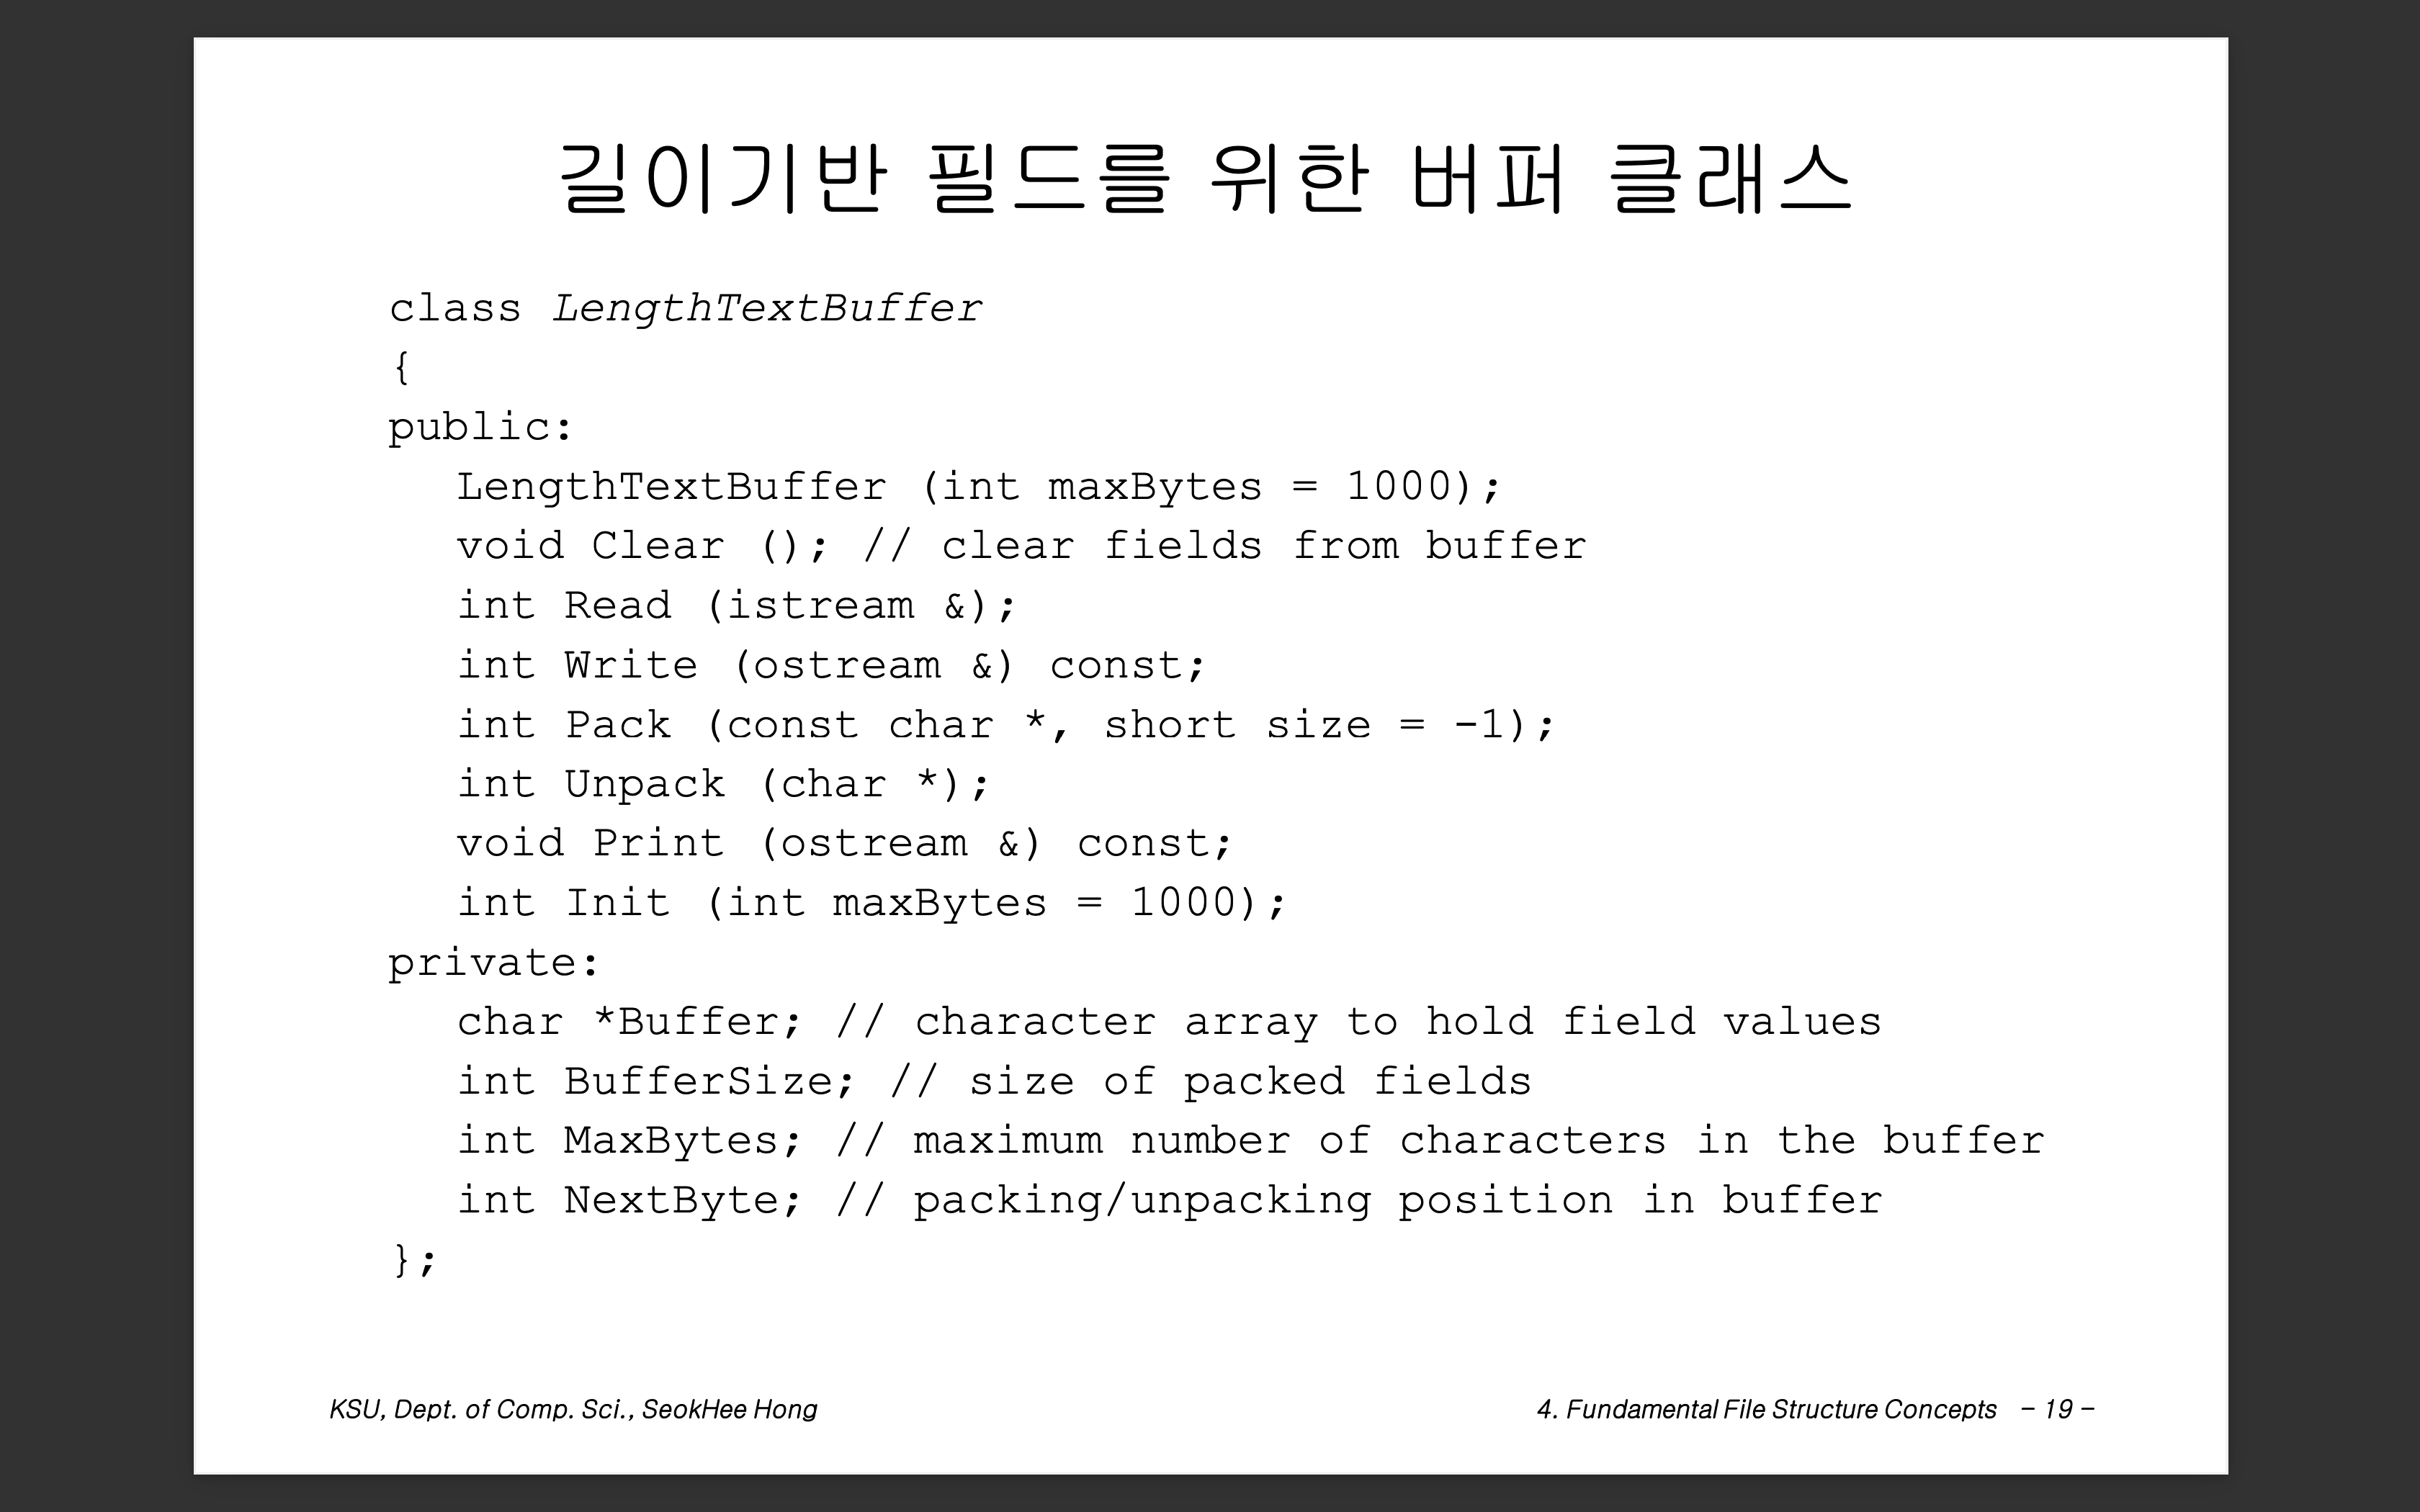 길이기반 필드를 위한 버퍼 클래스
class LengthTextBuffer
{
public:
LengthTextBuffer (int maxBytes = 1000);
void Clear (); // clear fields from buffer
int Read (istream &);
int Write (ostream &) const;
int Pack (const char *, short size = -1);
int Unpack (char *);
void Print (ostream &) const;
int Init (int maxBytes = 1000);
private:
char *Buffer; // character array to hold field values
int BufferSize; // size of packed fields
int MaxBytes; // maximum number of characters in the buffer
int NextByte; // packing/unpacking position in buffer
};
KSU, Dept. of Comp. Sci., SeokHee Hong
4. Fundamental File Structure Concepts – 19 –